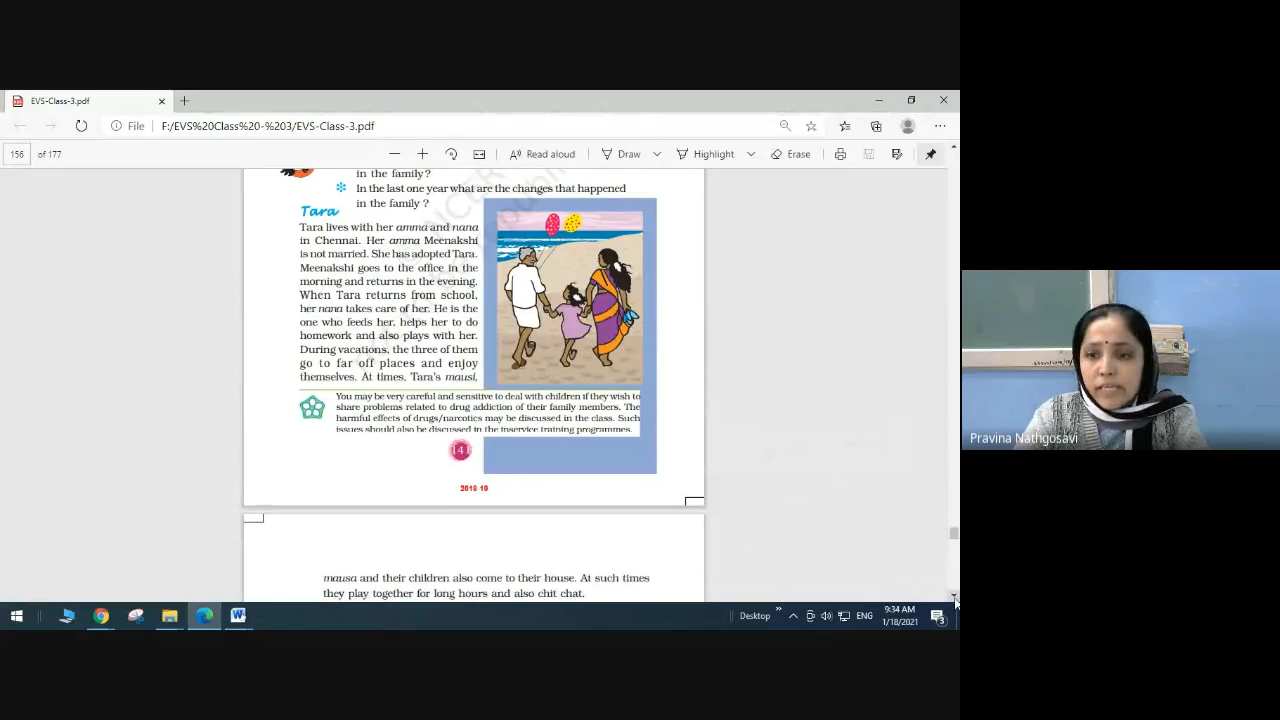 EVS-Class-3.pdf
File F:/EVS%20Class%20-%203/EVS-Class-3.pdf
156 of 177 Read aloud Draw Highlight Erase
in the family?
In the last one year what are the changes that happened
in the family ?
Tara
Tara lives with her amma and nana
in Chennai. Her amma Meenakshi
is not married. She has adopted Tara.
Meenakshi goes to the office in the
morning and returns in the evening.
When Tara returns from school,
her nana takes care of her. He is the
one who feeds her, helps her to do
homework and also plays with her.
During vacations, the three of them
go to far off places and enjoy
themselves. At times, Tara's mausi,
You may be very careful and sensitive to deal with children if they wish to
share problems related to drug addiction of their family members. The
harmful effects of drugs/narcotics may be discussed in the class. Such
issues should also be discussed in the inservice training programmes.
141
2018-19
mausa and their children also come to their house. At such times
they play together for long hours and also chit chat.
Pravina Nathgosavi
Desktop ENG 9:34 AM
1/18/2021
3